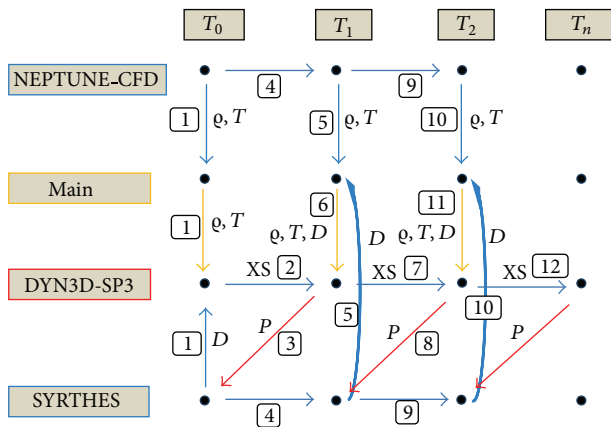 T₀ T₁ T₂ Tₙ
NEPTUNE-CFD
4 9
1 ϱ, T 5 ϱ, T 10 ϱ, T
Main
1 ϱ, T 6 ϱ, T, D D 11 ϱ, T, D D
DYN3D-SP3
XS 2 XS 7 XS 12
1 D P 3 5 P 8 10 P
SYRTHES
4 9